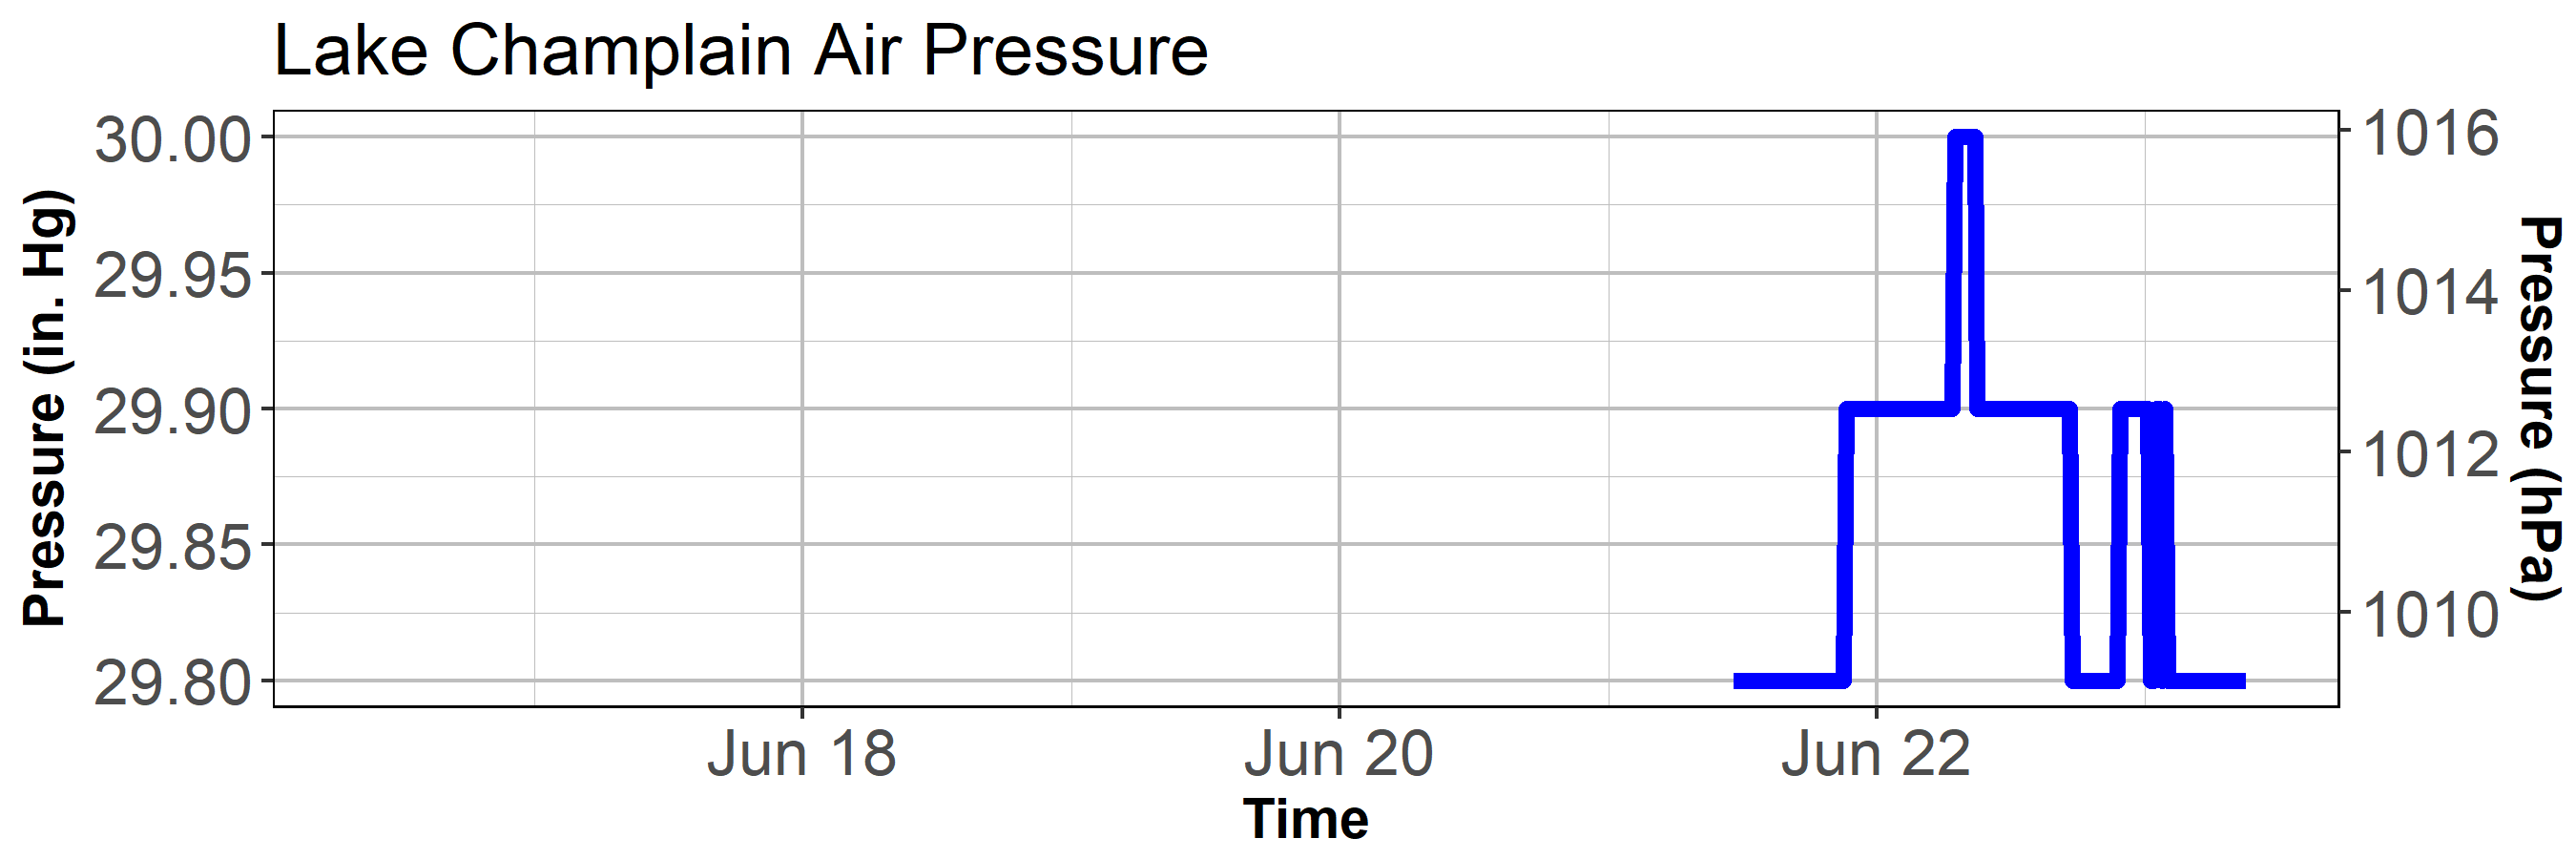 Lake Champlain Air Pressure
Pressure (in. Hg)
30.00
29.95
29.90
29.85
29.80
1016
1014
1012
1010
Pressure (hPa)
Jun 18 Jun 20 Jun 22
Time